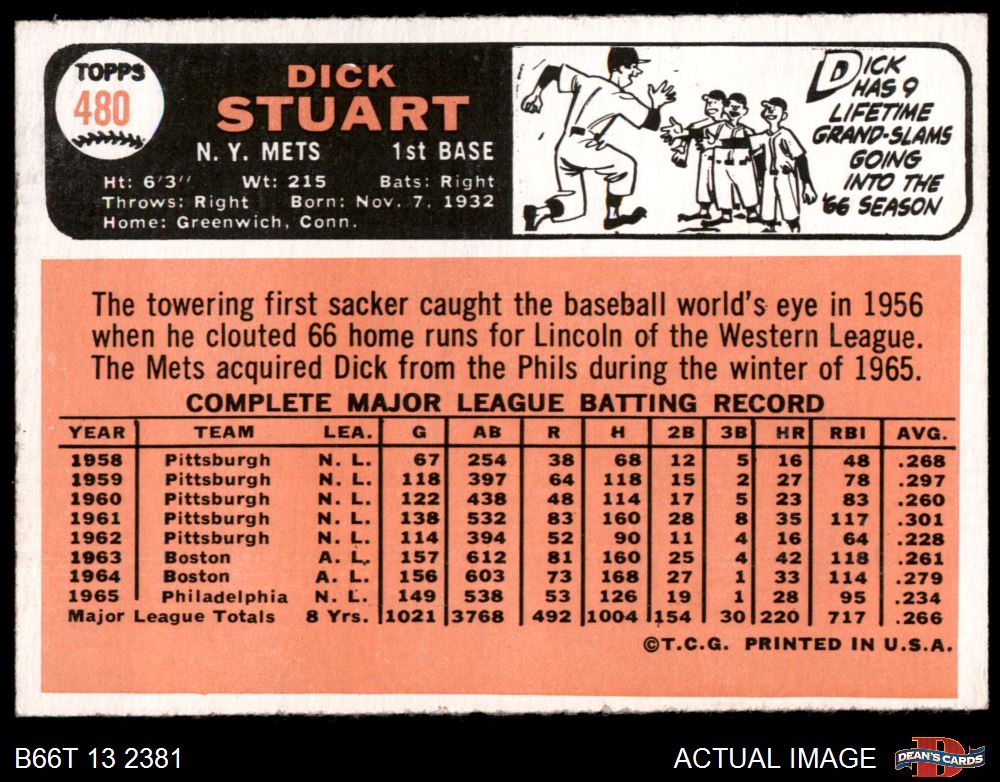 TOPPS
480
DICK
STUART
N. Y. METS 1st BASE
Ht: 6'3'' Wt: 215 Bats: Right
Throws: Right Born: Nov. 7, 1932
Home: Greenwich, Conn.
DICK
HAS 9
LIFETIME
GRAND-SLAMS
GOING
INTO THE
'66 SEASON
The towering first sacker caught the baseball world's eye in 1956
when he clouted 66 home runs for Lincoln of the Western League.
The Mets acquired Dick from the Phils during the winter of 1965.
COMPLETE MAJOR LEAGUE BATTING RECORD
YEAR TEAM LEA. G AB R H 2B 3B HR RBI AVG.
1958 Pittsburgh N. L. 67 254 38 68 12 5 16 48 .268
1959 Pittsburgh N. L. 118 397 64 118 15 2 27 78 .297
1960 Pittsburgh N. L. 122 438 48 114 17 5 23 83 .260
1961 Pittsburgh N. L. 138 532 83 160 28 8 35 117 .301
1962 Pittsburgh N. L. 114 394 52 90 11 4 16 64 .228
1963 Boston A. L. 157 612 81 160 25 4 42 118 .261
1964 Boston A. L. 156 603 73 168 27 1 33 114 .279
1965 Philadelphia N. L. 149 538 53 126 19 1 28 95 .234
Major League Totals 8 Yrs. 1021 3768 492 1004 154 30 220 717 .266
©T.C.G. PRINTED IN U.S.A.
B66T 13 2381 ACTUAL IMAGE
D
DEAN'S CARDS